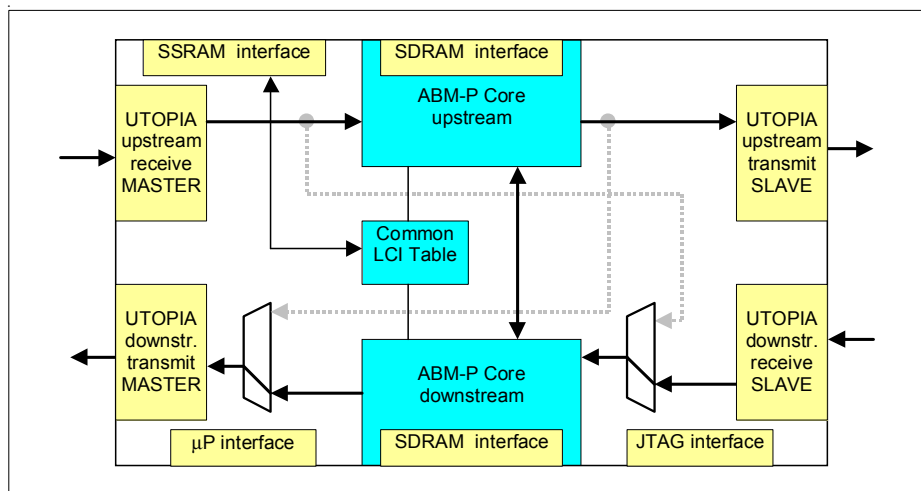 SSRAM interface
SDRAM interface
UTOPIA
upstream
receive
MASTER
ABM-P Core
upstream
UTOPIA
upstream
transmit
SLAVE
Common
LCI Table
UTOPIA
downstr.
transmit
MASTER
ABM-P Core
downstream
UTOPIA
downstr.
receive
SLAVE
μP interface
SDRAM interface
JTAG interface